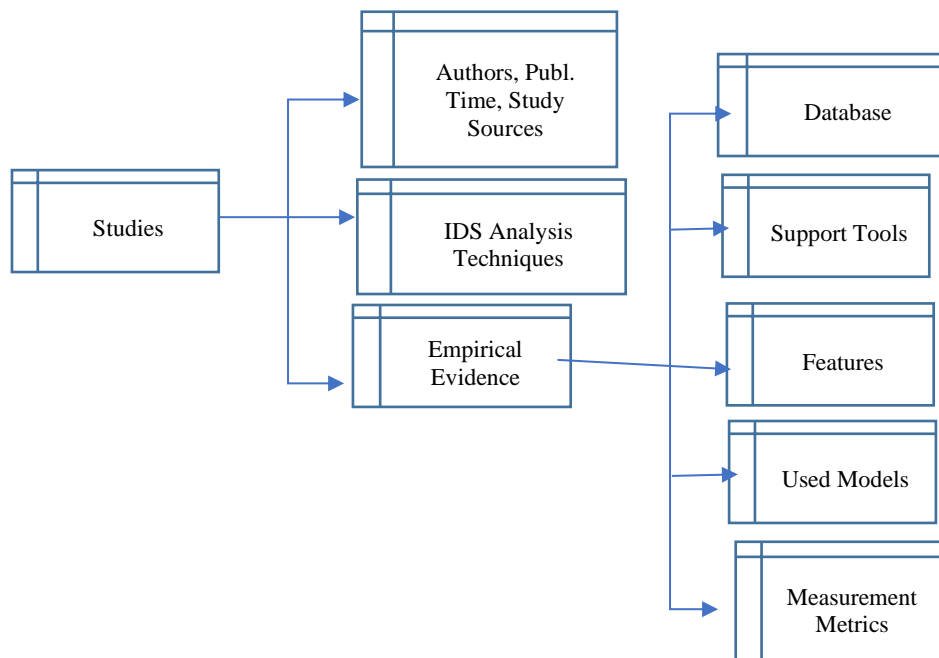 Studies
Authors, Publ.
Time, Study
Sources
IDS Analysis
Techniques
Empirical
Evidence
Database
Support Tools
Features
Used Models
Measurement
Metrics